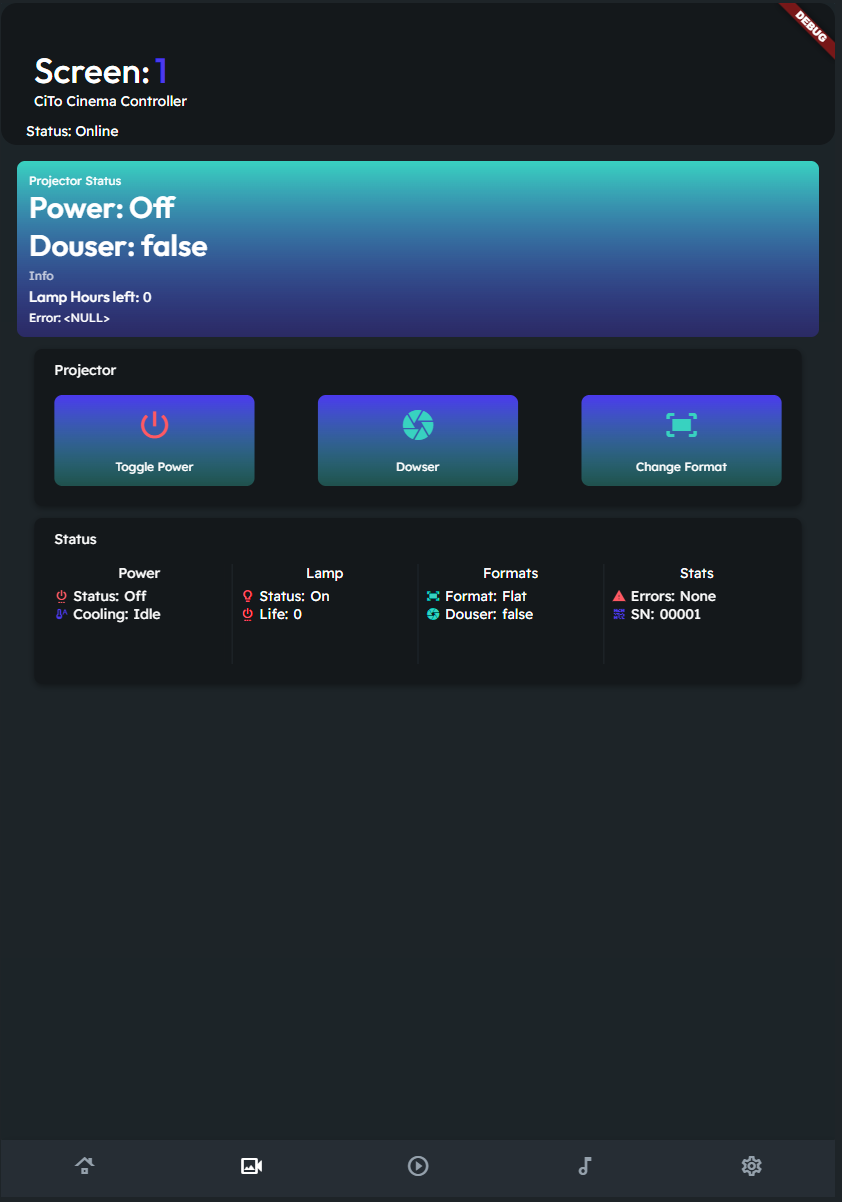 DEBUG
Screen: 1
CiTo Cinema Controller
Status: Online
Projector Status
Power: Off
Douser: false
Info
Lamp Hours left: 0
Error: <NULL>
Projector
Toggle Power
Dowser
Change Format
Status
Power
Status: Off
Cooling: Idle
Lamp
Status: On
Life: 0
Formats
Format: Flat
Douser: false
Stats
Errors: None
SN: 00001